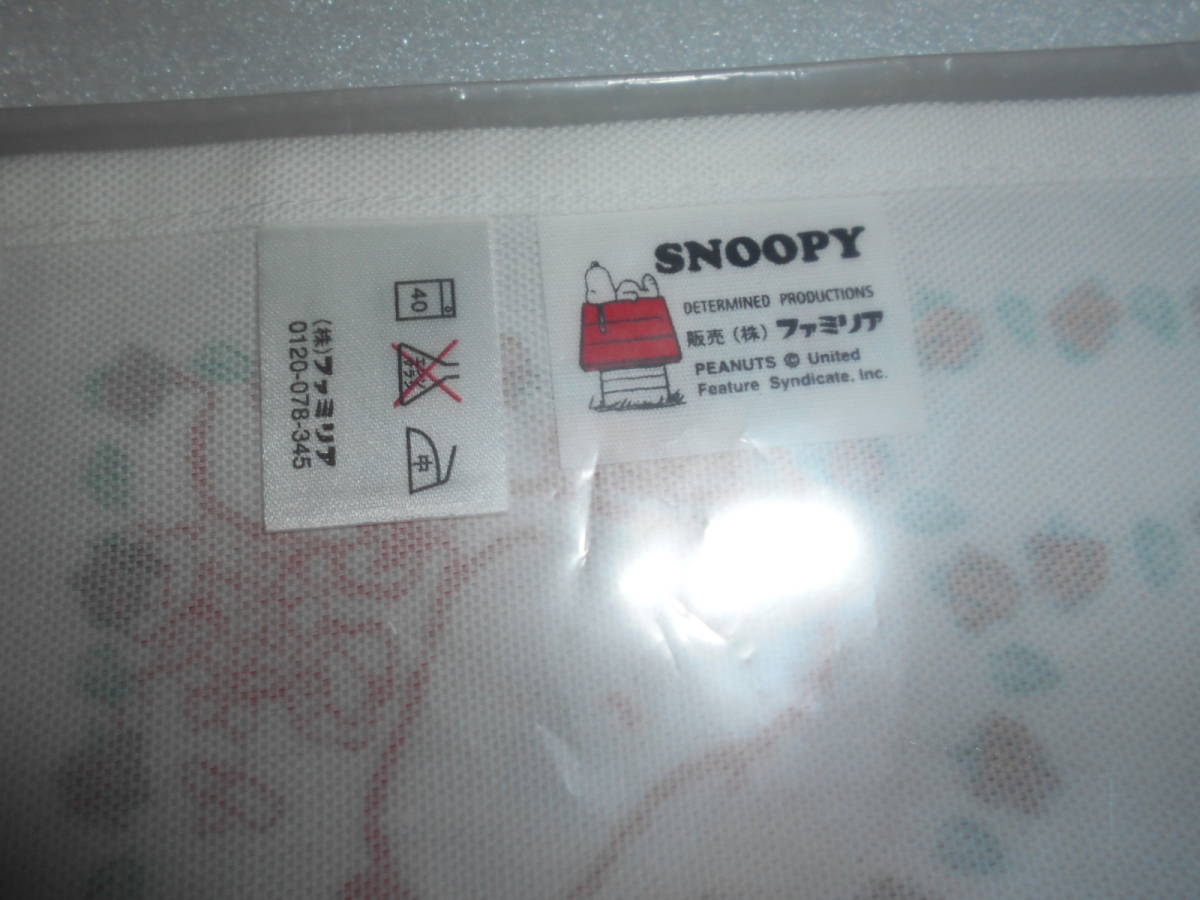 SNOOPY
DETERMINED PRODUCTIONS
販売(株)ファミリア
PEANUTS © United
Feature Syndicate, Inc.
40
エンソ
サラシ
中
(株)ファミリア
0120-078-345